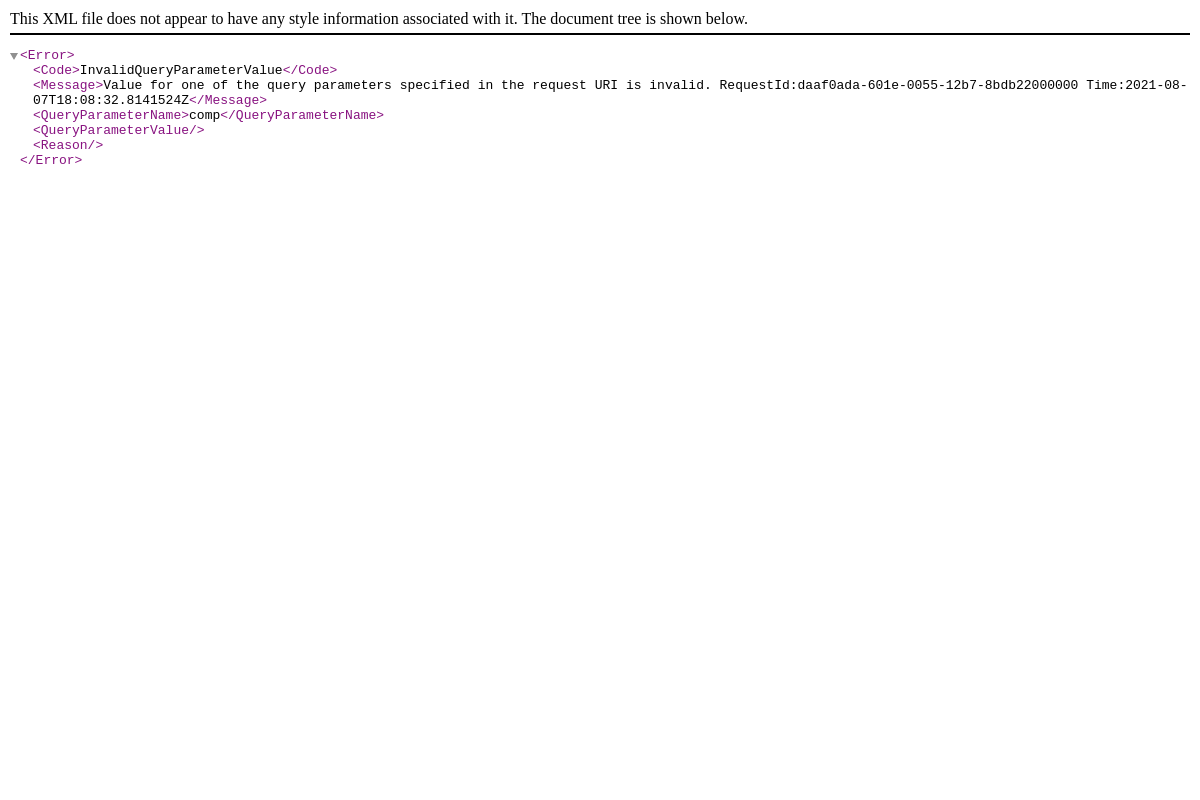 This XML file does not appear to have any style information associated with it. The document tree is shown below.
<Error>
<Code>InvalidQueryParameterValue</Code>
<Message>Value for one of the query parameters specified in the request URI is invalid. RequestId:daaf0ada-601e-0055-12b7-8bdb22000000 Time:2021-08-
07T18:08:32.8141524Z</Message>
<QueryParameterName>comp</QueryParameterName>
<QueryParameterValue/>
<Reason/>
</Error>